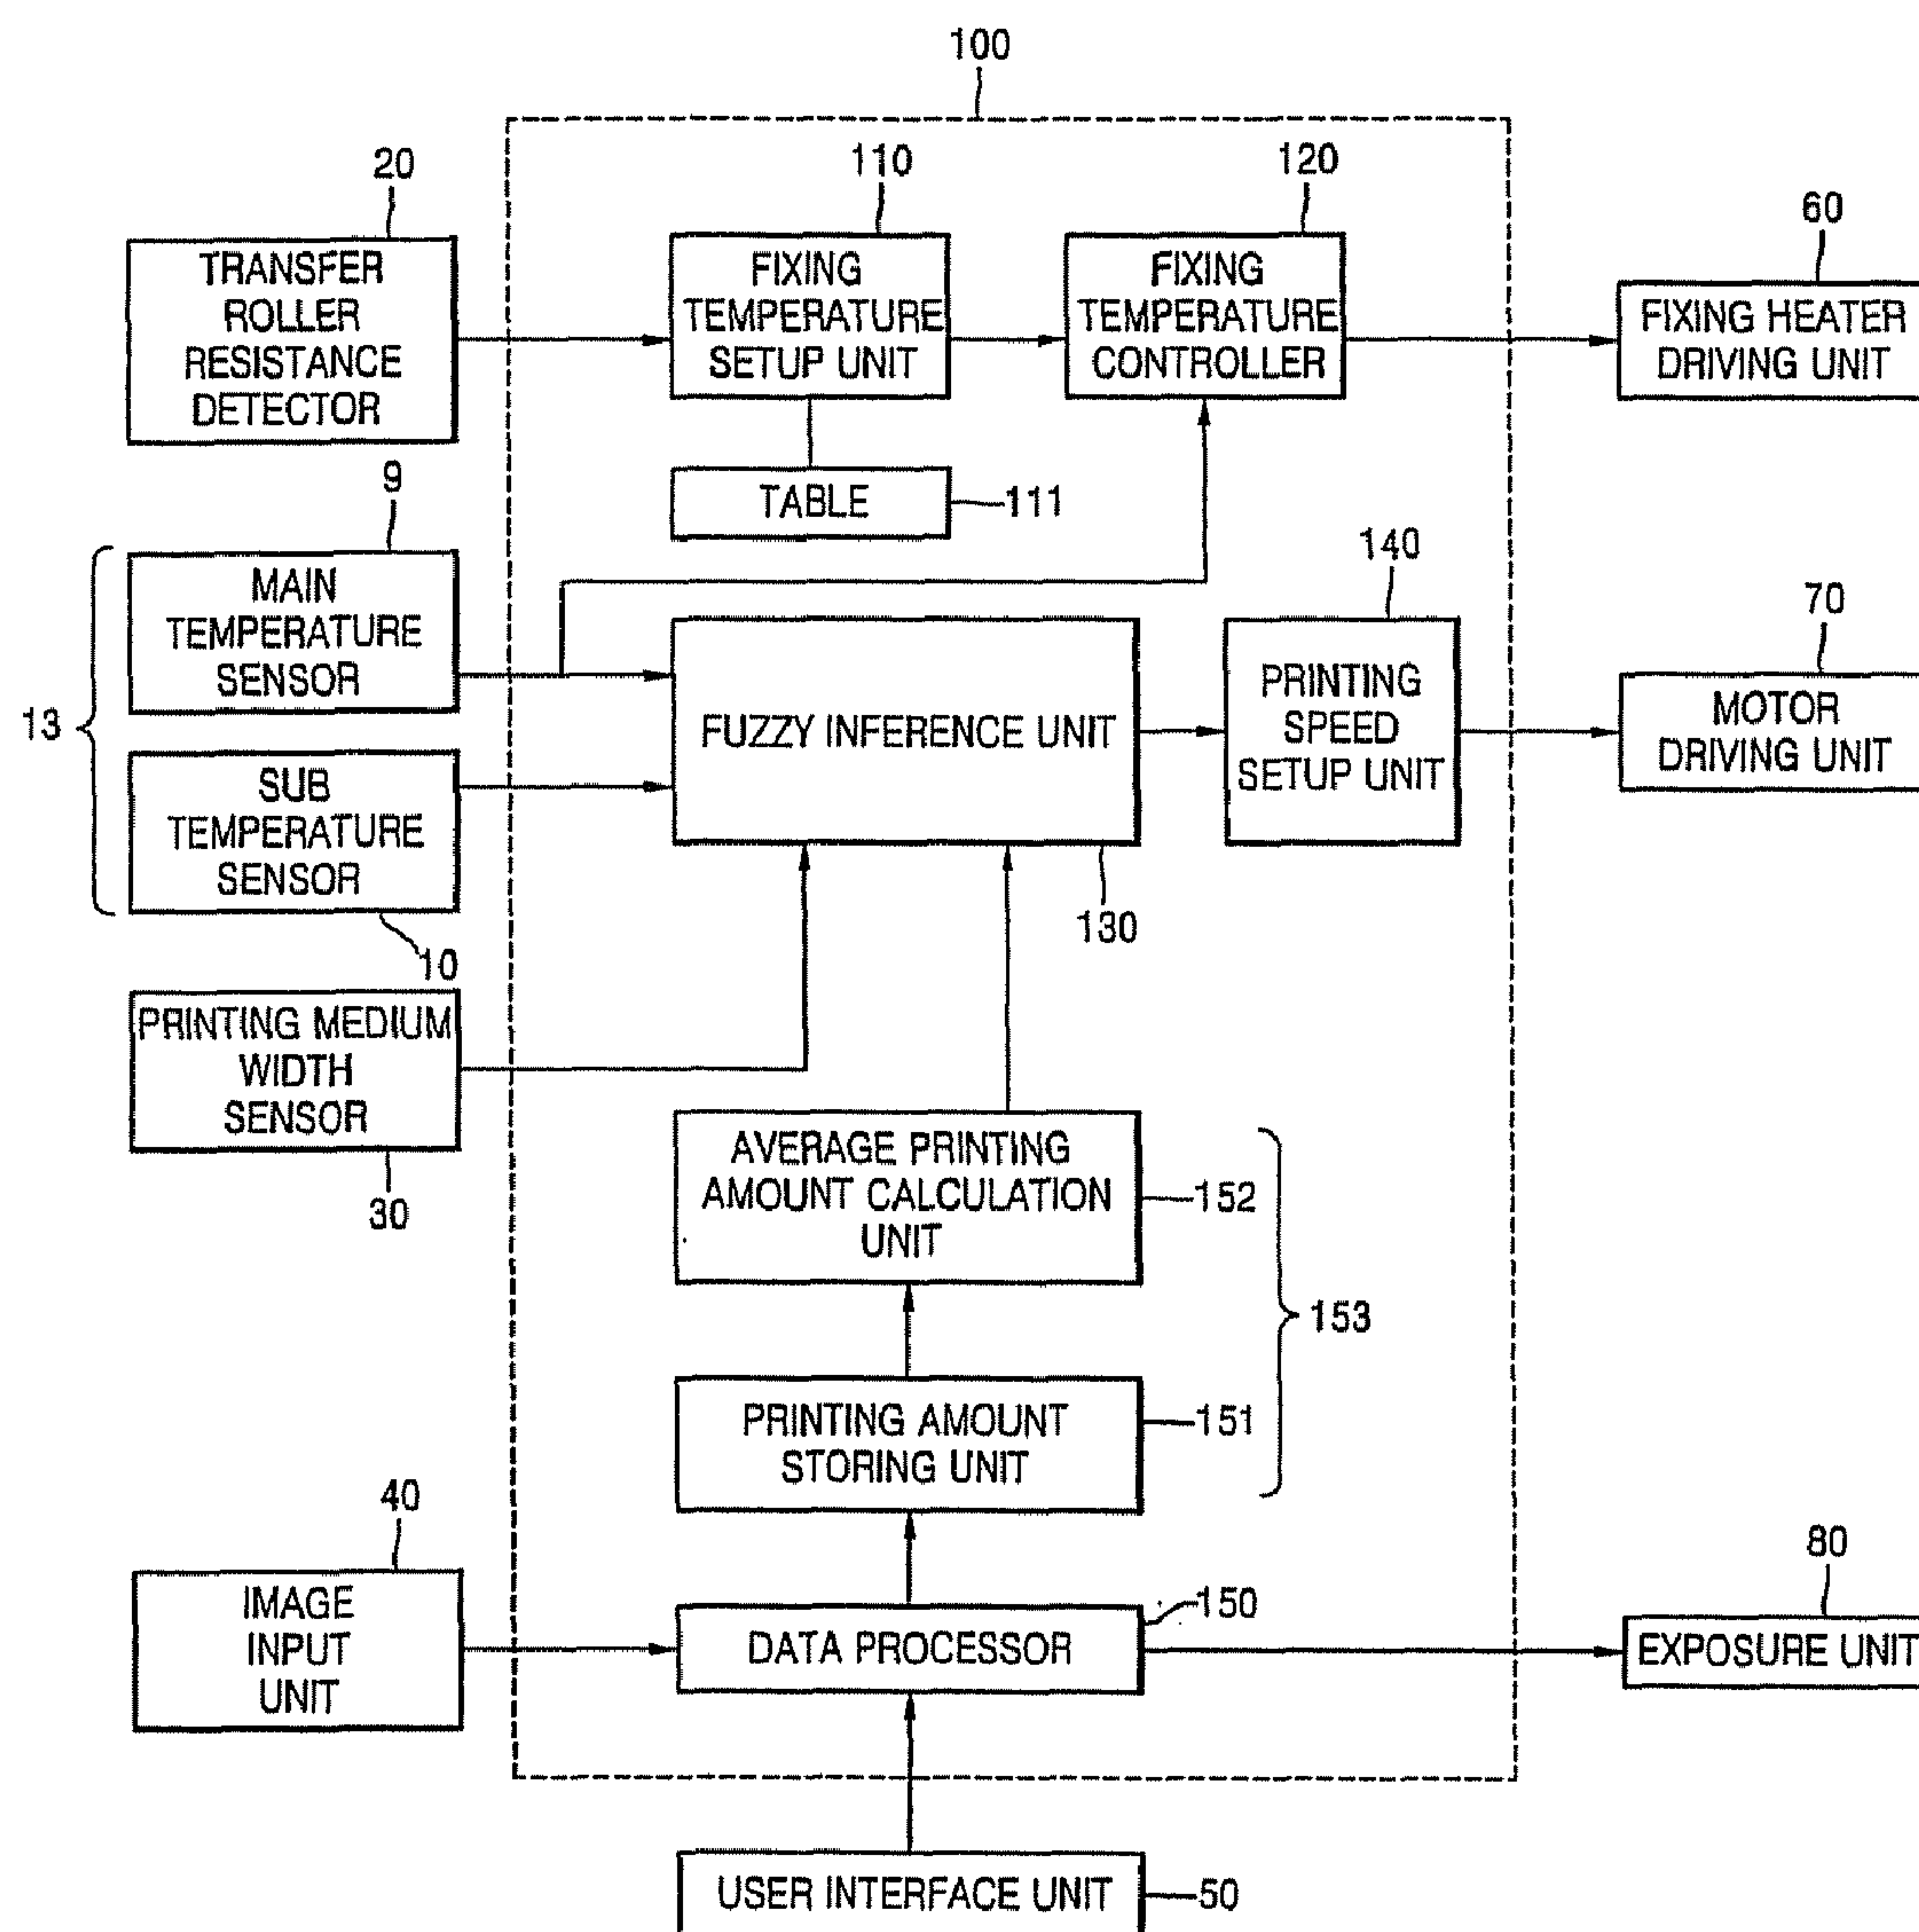 100
20
TRANSFER
ROLLER
RESISTANCE
DETECTOR
110
FIXING
TEMPERATURE
SETUP UNIT
120
FIXING
TEMPERATURE
CONTROLLER
60
FIXING HEATER
DRIVING UNIT
TABLE
111
9
MAIN
TEMPERATURE
SENSOR
13
SUB
TEMPERATURE
SENSOR
10
FUZZY INFERENCE UNIT
130
140
PRINTING
SPEED
SETUP UNIT
70
MOTOR
DRIVING UNIT
PRINTING MEDIUM
WIDTH
SENSOR
30
AVERAGE PRINTING
AMOUNT CALCULATION
UNIT
152
153
PRINTING AMOUNT
STORING UNIT
151
40
IMAGE
INPUT
UNIT
DATA PROCESSOR
150
80
EXPOSURE UNIT
USER INTERFACE UNIT
50